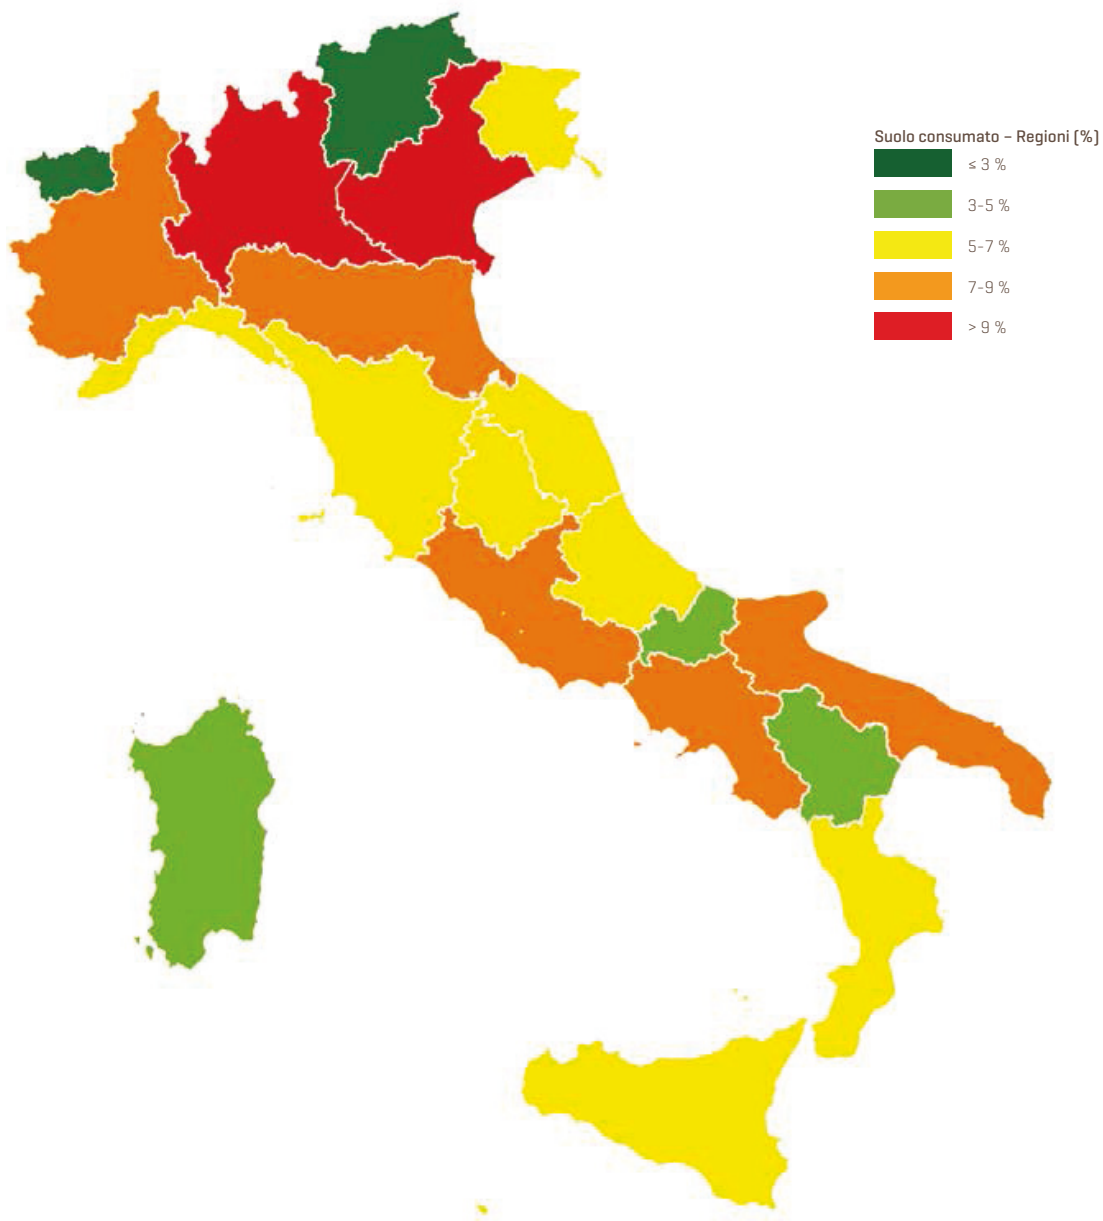 Suolo consumato – Regioni (%)
≤ 3 %
3-5 %
5-7 %
7-9 %
> 9 %